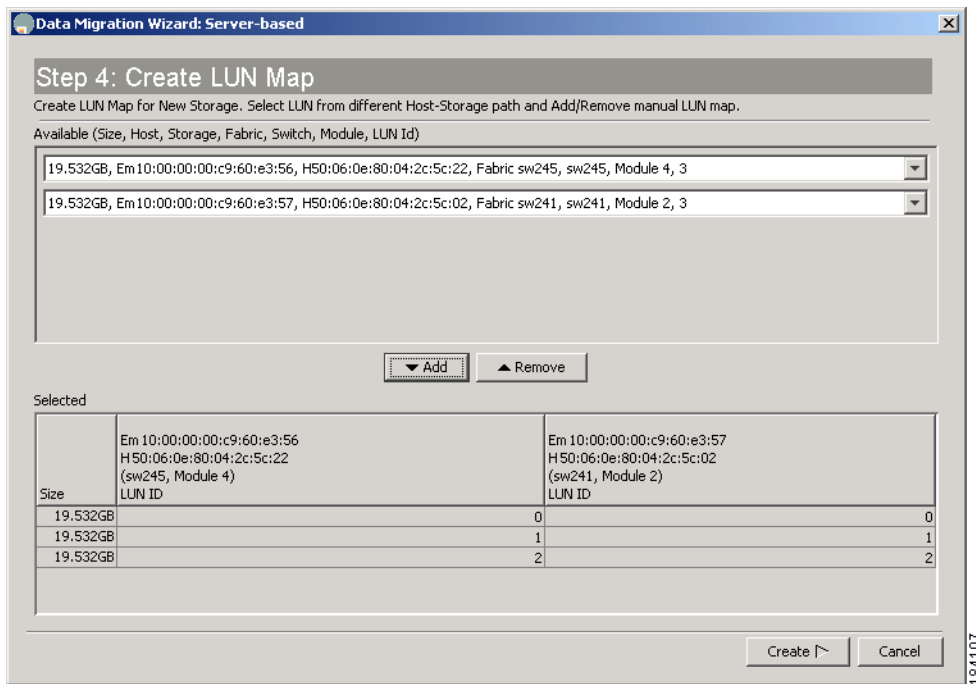 Data Migration Wizard: Server-based
Step 4: Create LUN Map
Create LUN Map for New Storage. Select LUN from different Host-Storage path and Add/Remove manual LUN map.
Available (Size, Host, Storage, Fabric, Switch, Module, LUN Id)
19.532GB, Em10:00:00:00:c9:60:e3:56, H50:06:0e:80:04:2c:5c:22, Fabric sw245, sw245, Module 4, 3
19.532GB, Em10:00:00:00:c9:60:e3:57, H50:06:0e:80:04:2c:5c:02, Fabric sw241, sw241, Module 2, 3
Add Remove
Selected
Em 10:00:00:00:c9:60:e3:56 Em 10:00:00:00:c9:60:e3:57
H50:06:0e:80:04:2c:5c:22 H50:06:0e:80:04:2c:5c:02
(sw245, Module 4) (sw241, Module 2)
Size LUN ID LUN ID
19.532GB 0 0
19.532GB 1 1
19.532GB 2 2
Create Cancel
184107